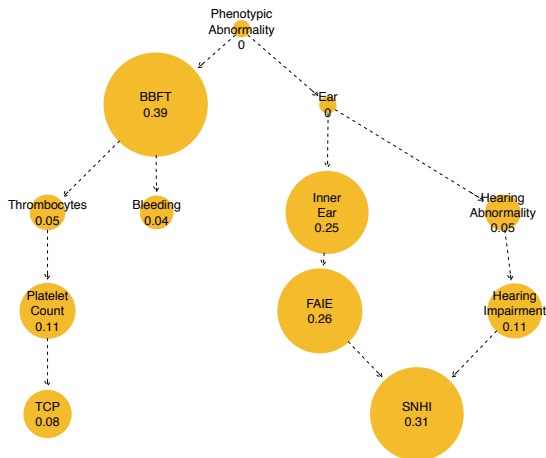 Phenotypic
Abnormality
0
BBFT
0.39
Ear
0
Thrombocytes
0.05
Bleeding
0.04
Inner
Ear
0.25
Hearing
Abnormality
0.05
Platelet
Count
0.11
FAIE
0.26
Hearing
Impairment
0.11
TCP
0.08
SNHI
0.31